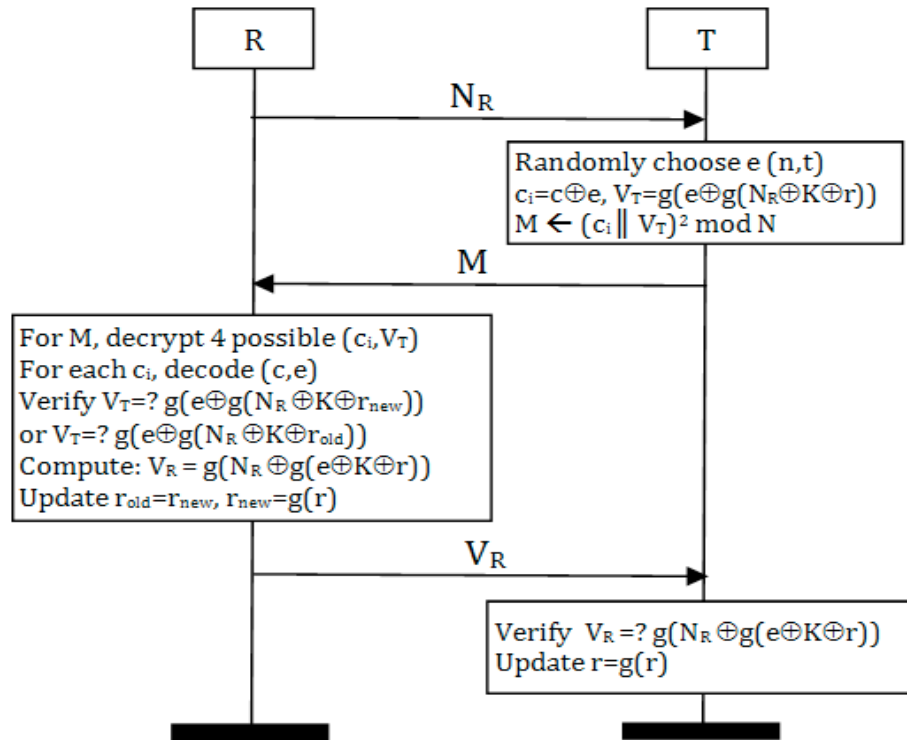 R
T
N_R
Randomly choose e (n,t)
c_i=c⊕e, V_T=g(e⊕g(N_R⊕K⊕r))
M ← (c_i ‖ V_T)² mod N
M
For M, decrypt 4 possible (c_i,V_T)
For each c_i, decode (c,e)
Verify V_T=? g(e⊕g(N_R⊕K⊕r_new))
or V_T=? g(e⊕g(N_R⊕K⊕r_old))
Compute: V_R = g(N_R⊕g(e⊕K⊕r))
Update r_old=r_new, r_new=g(r)
V_R
Verify V_R =? g(N_R⊕g(e⊕K⊕r))
Update r=g(r)